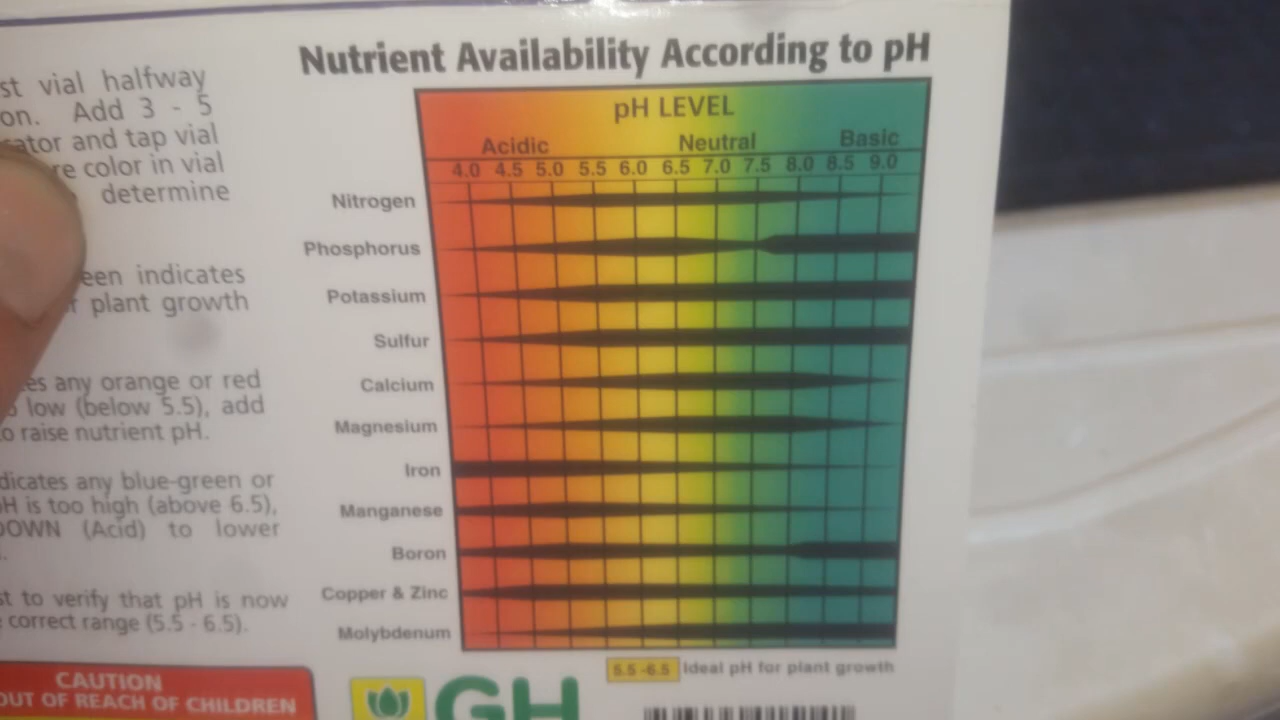 Nutrient Availability According to pH
st vial halfway
on. Add 3 - 5
ator and tap vial
re color in vial
determine
een indicates
r plant growth
es any orange or red
low (below 5.5), add
o raise nutrient pH.
dicates any blue-green or
H is too high (above 6.5),
DOWN (Acid) to lower
st to verify that pH is now
correct range (5.5 - 6.5).
CAUTION
OUT OF REACH OF CHILDREN
pH LEVEL
Acidic Neutral Basic
4.0 4.5 5.0 5.5 6.0 6.5 7.0 7.5 8.0 8.5 9.0
Nitrogen
Phosphorus
Potassium
Sulfur
Calcium
Magnesium
Iron
Manganese
Boron
Copper & Zinc
Molybdenum
5.5 -6.5 Ideal pH for plant growth
GH